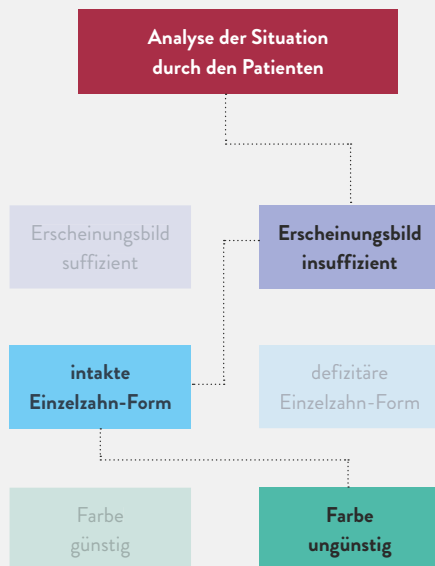 Analyse der Situation
durch den Patienten
Erscheinungsbild
suffizient
Erscheinungsbild
insuffizient
intakte
Einzelzahn-Form
defizitäre
Einzelzahn-Form
Farbe
günstig
Farbe
ungünstig